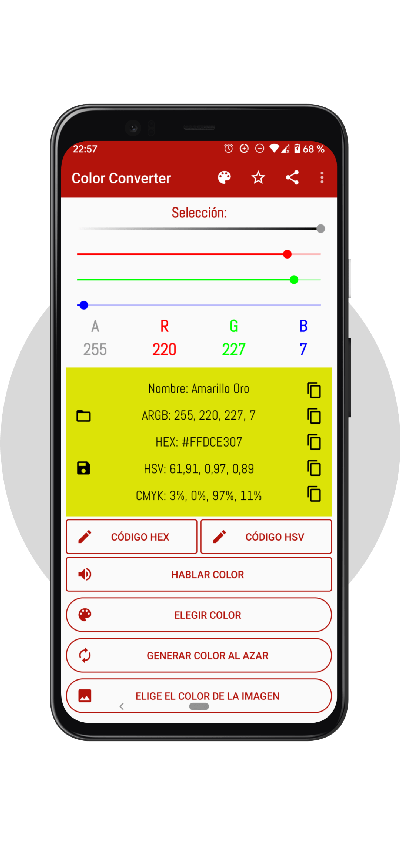 22:57 68 %
Color Converter
Selección:
A R G B
255 220 227 7
Nombre: Amarillo Oro
ARGB: 255, 220, 227, 7
HEX: #FFDCE307
HSV: 61,91, 0.97, 0,89
CMYK: 3%, 0%, 97%, 11%
CÓDIGO HEX CÓDIGO HSV
HABLAR COLOR
ELEGIR COLOR
GENERAR COLOR AL AZAR
ELIGE EL COLOR DE LA IMAGEN